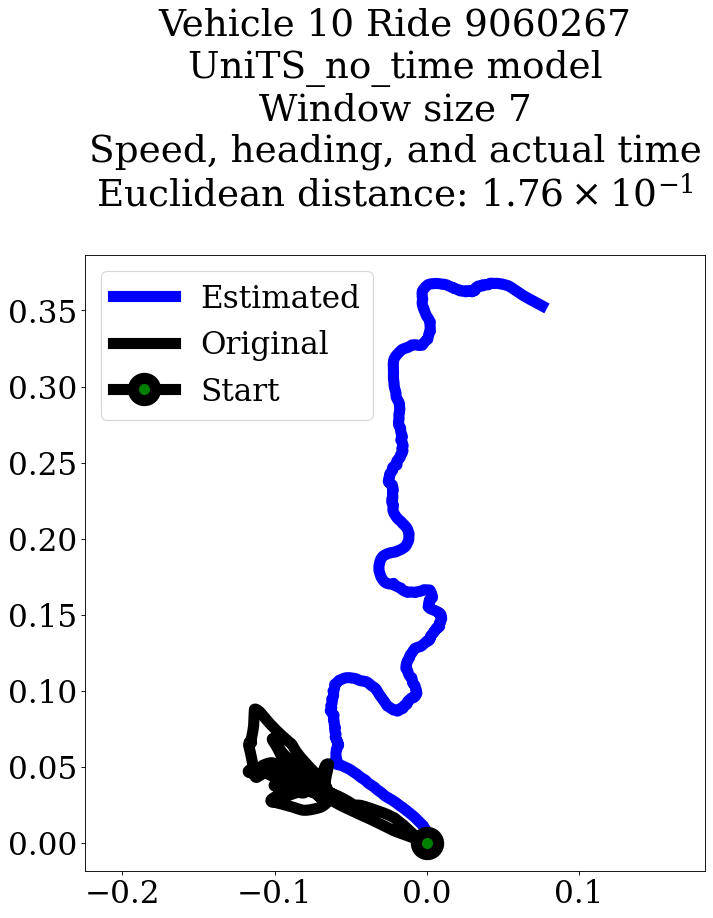 Vehicle 10 Ride 9060267
UniTS_no_time model
Window size 7
Speed, heading, and actual time
Euclidean distance: 1.76 × 10⁻¹
Estimated
Original
Start
0.35
0.30
0.25
0.20
0.15
0.10
0.05
0.00
−0.2 −0.1 0.0 0.1